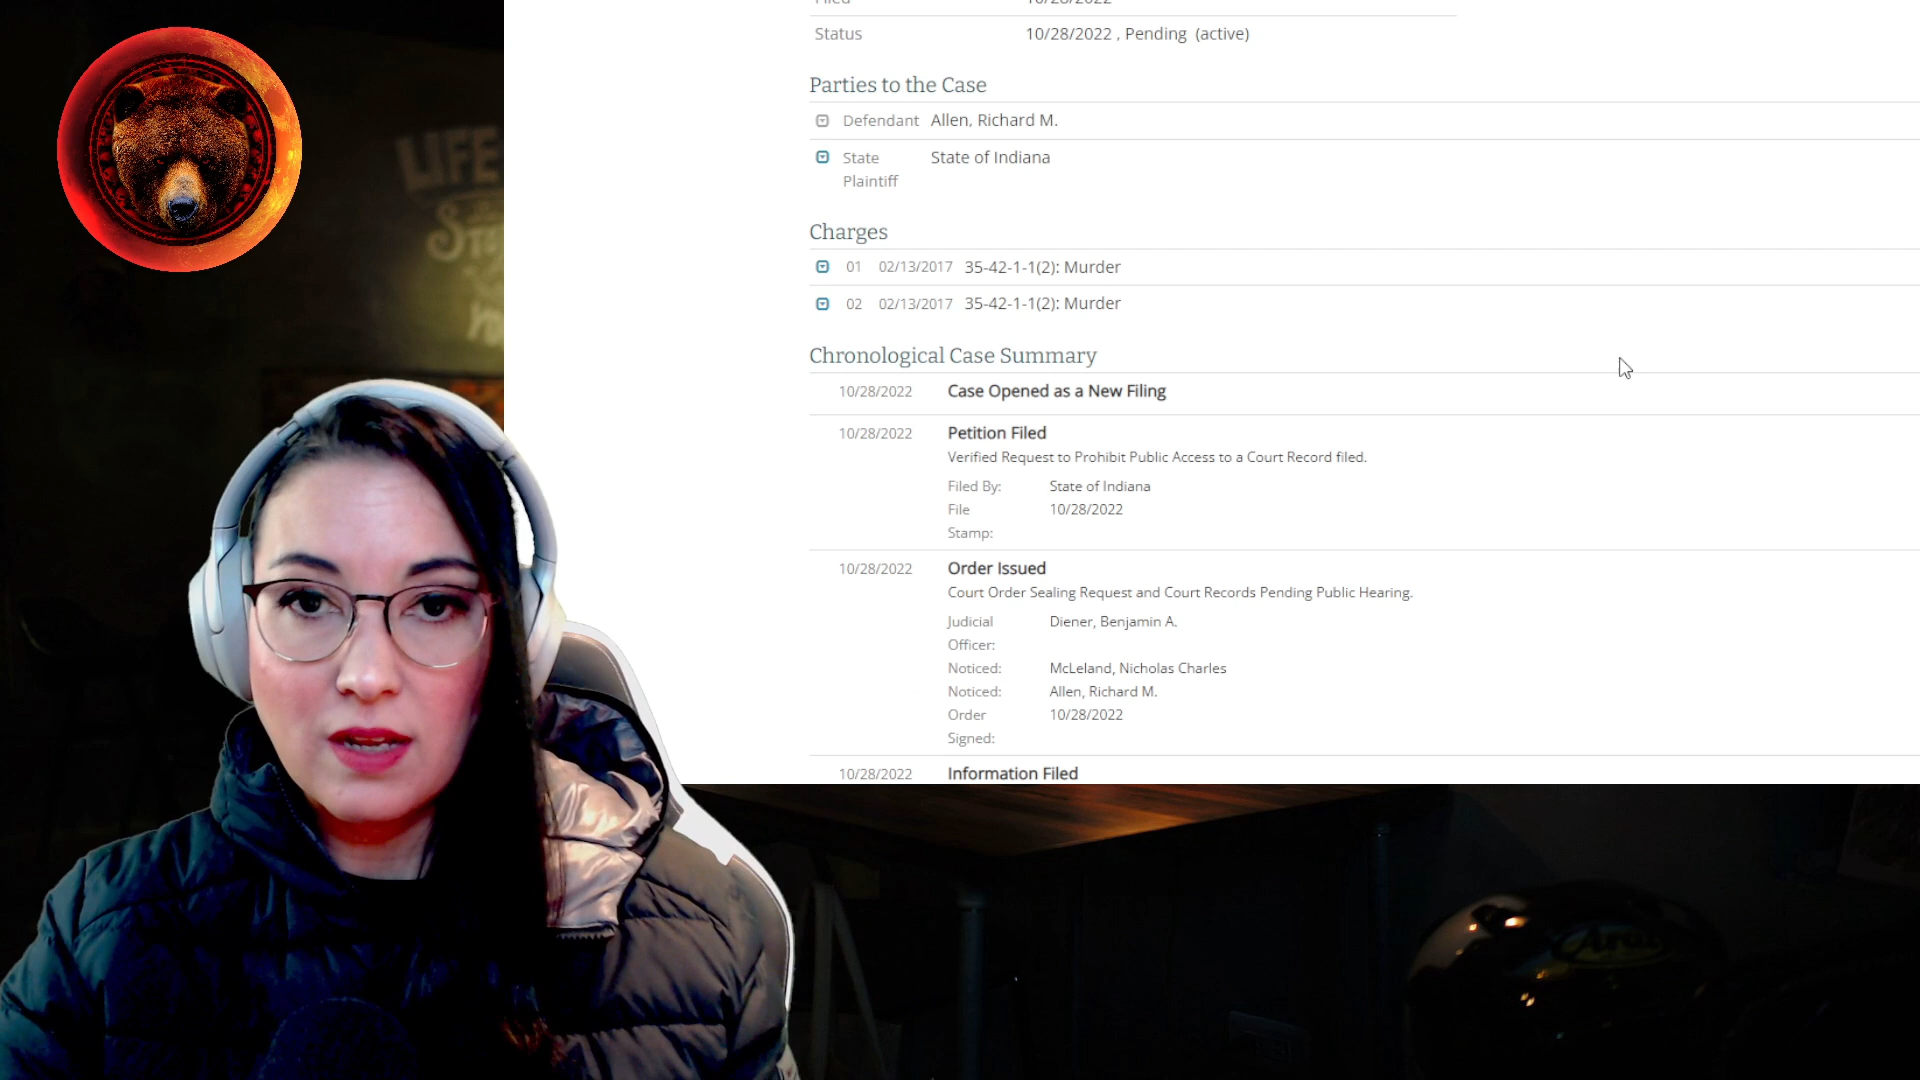 10/28/2022
Status 10/28/2022 , Pending (active)
Parties to the Case
Defendant Allen, Richard M.
State Plaintiff State of Indiana
Charges
01 02/13/2017 35-42-1-1(2): Murder
02 02/13/2017 35-42-1-1(2): Murder
Chronological Case Summary
10/28/2022 Case Opened as a New Filing
10/28/2022 Petition Filed
Verified Request to Prohibit Public Access to a Court Record filed.
Filed By: State of Indiana
File Stamp: 10/28/2022
10/28/2022 Order Issued
Court Order Sealing Request and Court Records Pending Public Hearing.
Judicial Officer: Diener, Benjamin A.
Noticed: McLeland, Nicholas Charles
Noticed: Allen, Richard M.
Order Signed: 10/28/2022
10/28/2022 Information Filed
LIFE
Arai